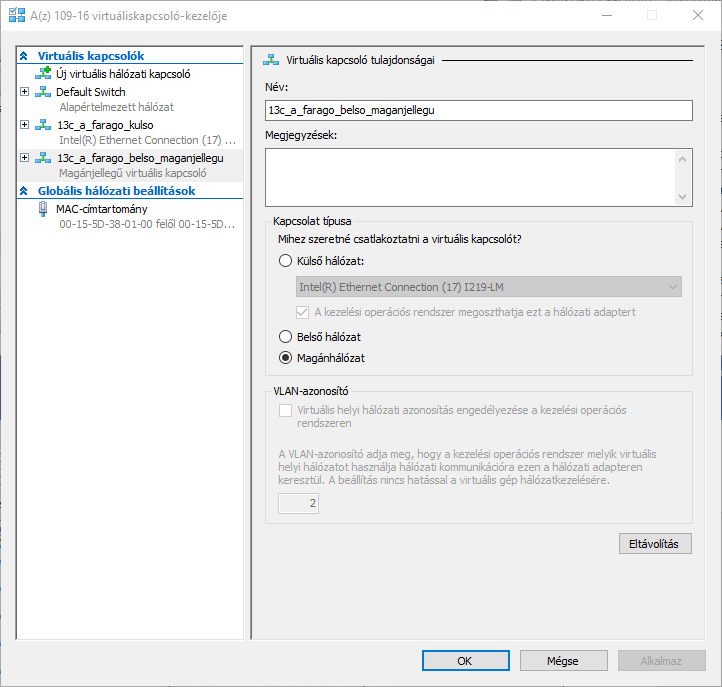 A(z) 109-16 virtuáliskapcsoló-kezelője
Virtuális kapcsolók
Új virtuális hálózati kapcsoló
Default Switch
Alapértelmezett hálózat
13c_a_farago_kulso
Intel(R) Ethernet Connection (17) ...
13c_a_farago_belso_maganjellegu
Magánjellegű virtuális kapcsoló
Globális hálózati beállítások
MAC-címtartomány
00-15-5D-38-01-00 felől 00-15-5D...
Virtuális kapcsoló tulajdonságai
Név:
13c_a_farago_belso_maganjellegu
Megjegyzések:
Kapcsolat típusa
Mihez szeretné csatlakoztatni a virtuális kapcsolót?
Külső hálózat:
Intel(R) Ethernet Connection (17) I219-LM
A kezelési operációs rendszer megoszthatja ezt a hálózati adaptert
Belső hálózat
Magánhálózat
VLAN-azonosító
Virtuális helyi hálózati azonosítás engedélyezése a kezelési operációs
rendszeren
A VLAN-azonosító adja meg, hogy a kezelési operációs rendszer melyik virtuális
helyi hálózatot használja hálózati kommunikációra ezen a hálózati adapteren
keresztül. A beállítás nincs hatással a virtuális gép hálózatkezelésére.
2
Eltávolítás
OK
Mégse
Alkalmaz